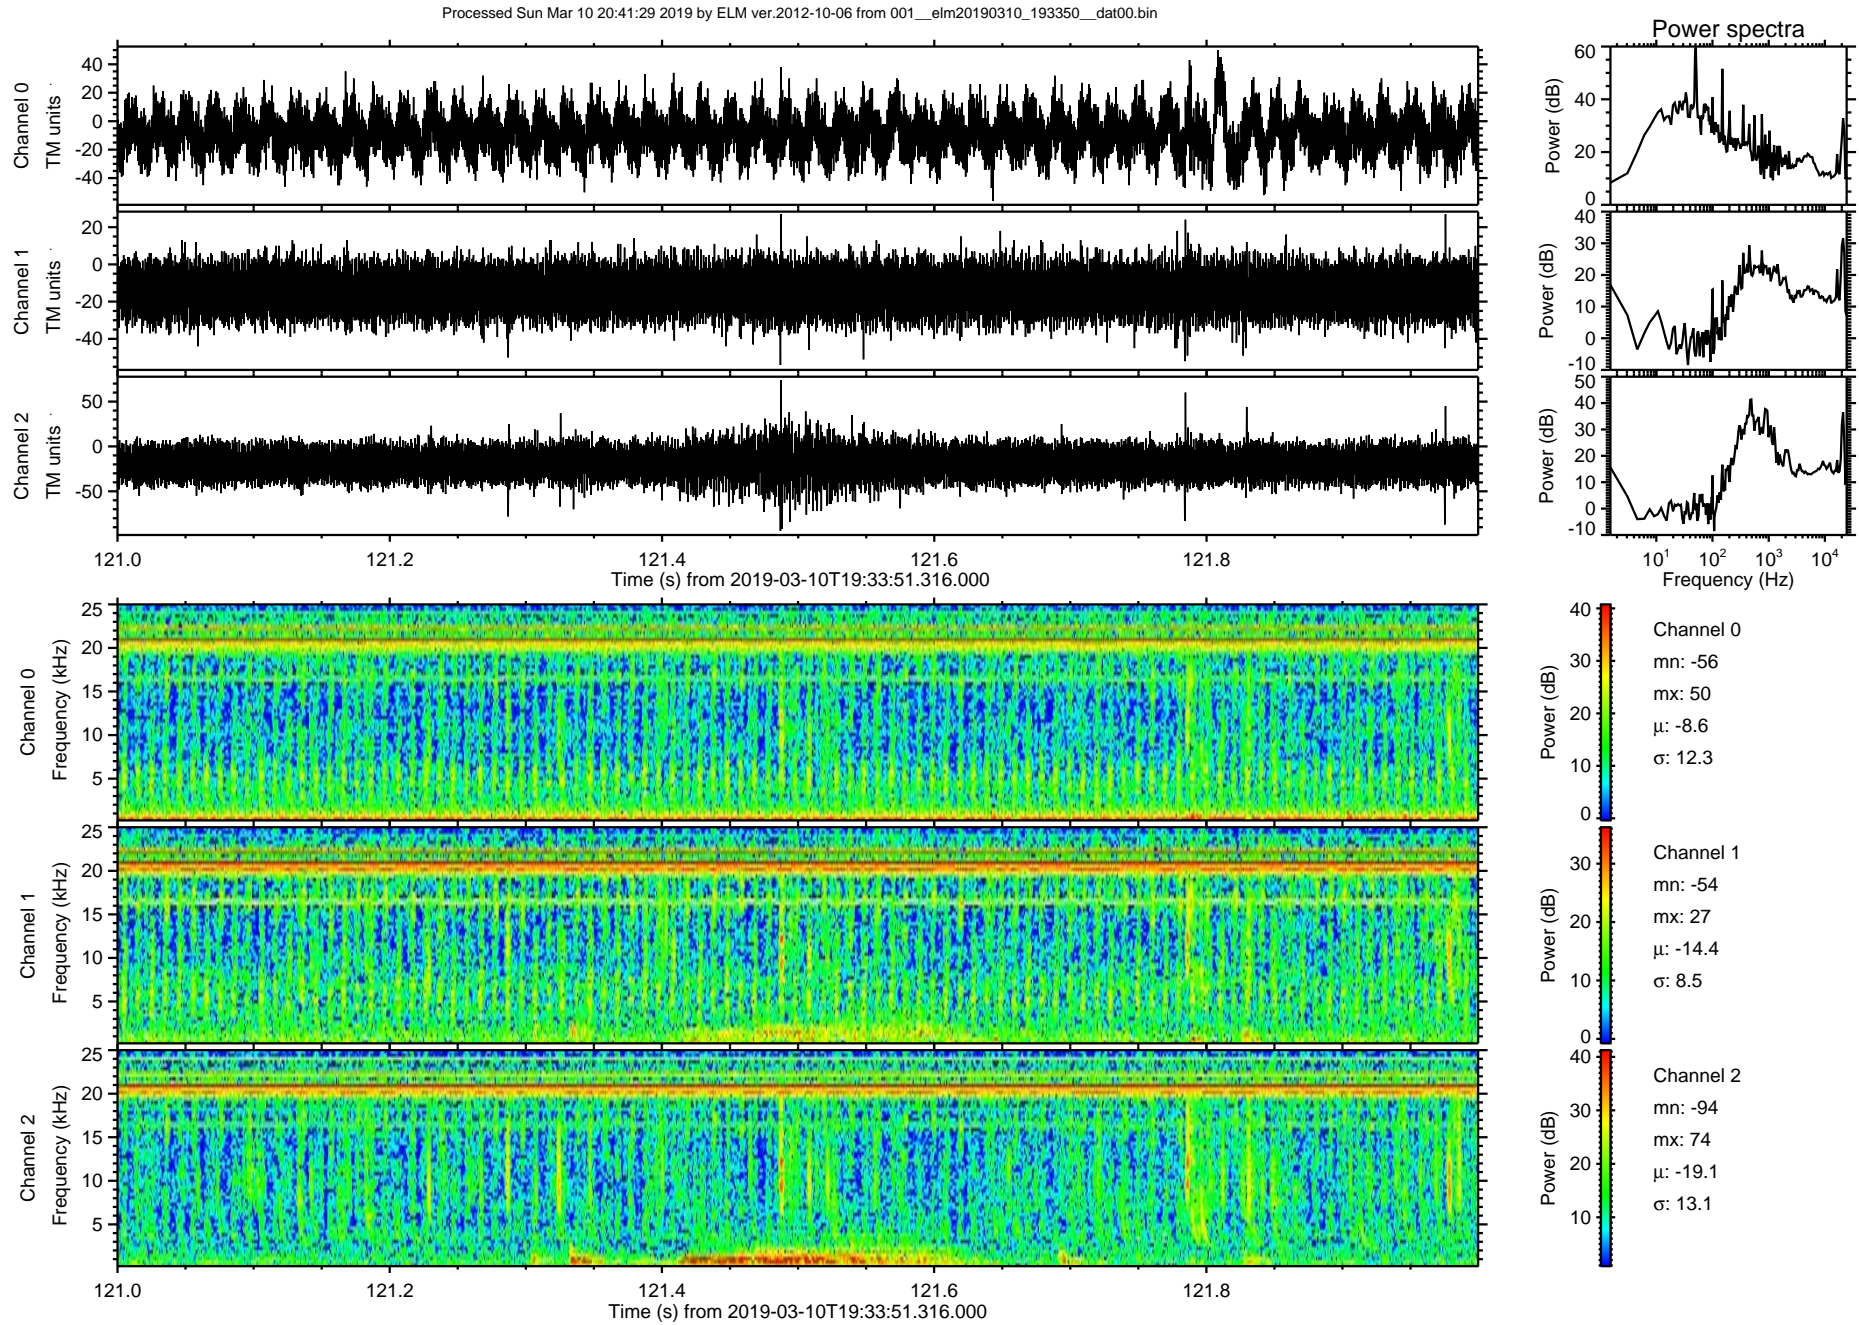 Processed Sun Mar 10 20:41:29 2019 by ELM ver.2012-10-06 from 001__elm20190310_193350__dat00.bin
Power spectra
Channel 0
TM units
40
20
0
-20
-40
Power (dB)
60
40
20
0
Channel 1
TM units
20
0
-20
-40
Power (dB)
40
30
20
10
0
-10
Channel 2
TM units
50
0
-50
Power (dB)
50
40
30
20
10
0
-10
121.0 121.2 121.4 121.6 121.8
Time (s) from 2019-03-10T19:33:51.316.000
10^1 10^2 10^3 10^4
Frequency (Hz)
Channel 0
Frequency (kHz)
25
20
15
10
5
Power (dB)
40
30
20
10
0
Channel 0
mn: -56
mx: 50
μ: -8.6
σ: 12.3
Channel 1
Frequency (kHz)
25
20
15
10
5
Power (dB)
30
20
10
0
Channel 1
mn: -54
mx: 27
μ: -14.4
σ: 8.5
Channel 2
Frequency (kHz)
25
20
15
10
5
Power (dB)
40
30
20
10
Channel 2
mn: -94
mx: 74
μ: -19.1
σ: 13.1
121.0 121.2 121.4 121.6 121.8
Time (s) from 2019-03-10T19:33:51.316.000